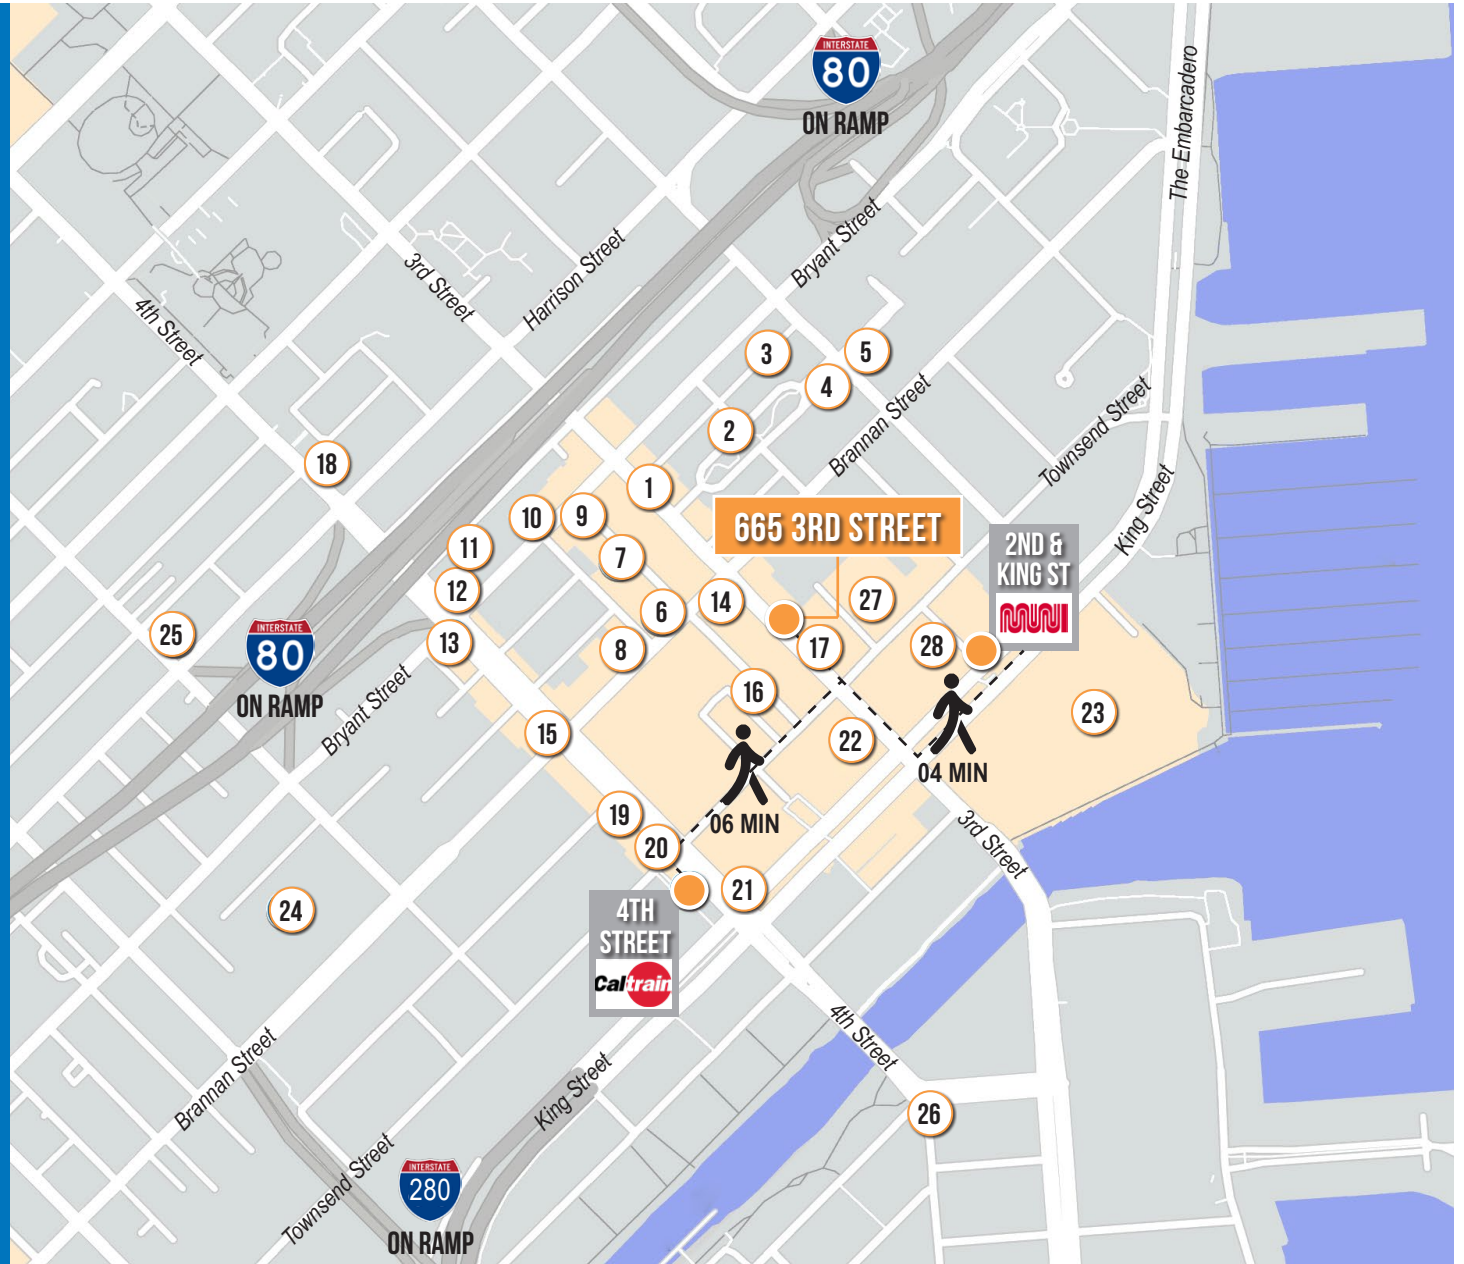 INTERSTATE
80
ON RAMP
The Embarcadero
Bryant Street
Harrison Street
3rd Street
4th Street
3
5
4
2
Brannan Street
Townsend Street
King Street
18
1
10
9
11
7
12
665 3RD STREET
2ND &
KING ST
MUNI
6
14
27
25
13
8
17
28
INTERSTATE
80
ON RAMP
Bryant Street
16
23
15
22
04 MIN
19
06 MIN
20
3rd Street
21
24
4TH
STREET
Caltrain
4th Street
Brannan Street
King Street
26
Townsend Street
INTERSTATE
280
ON RAMP